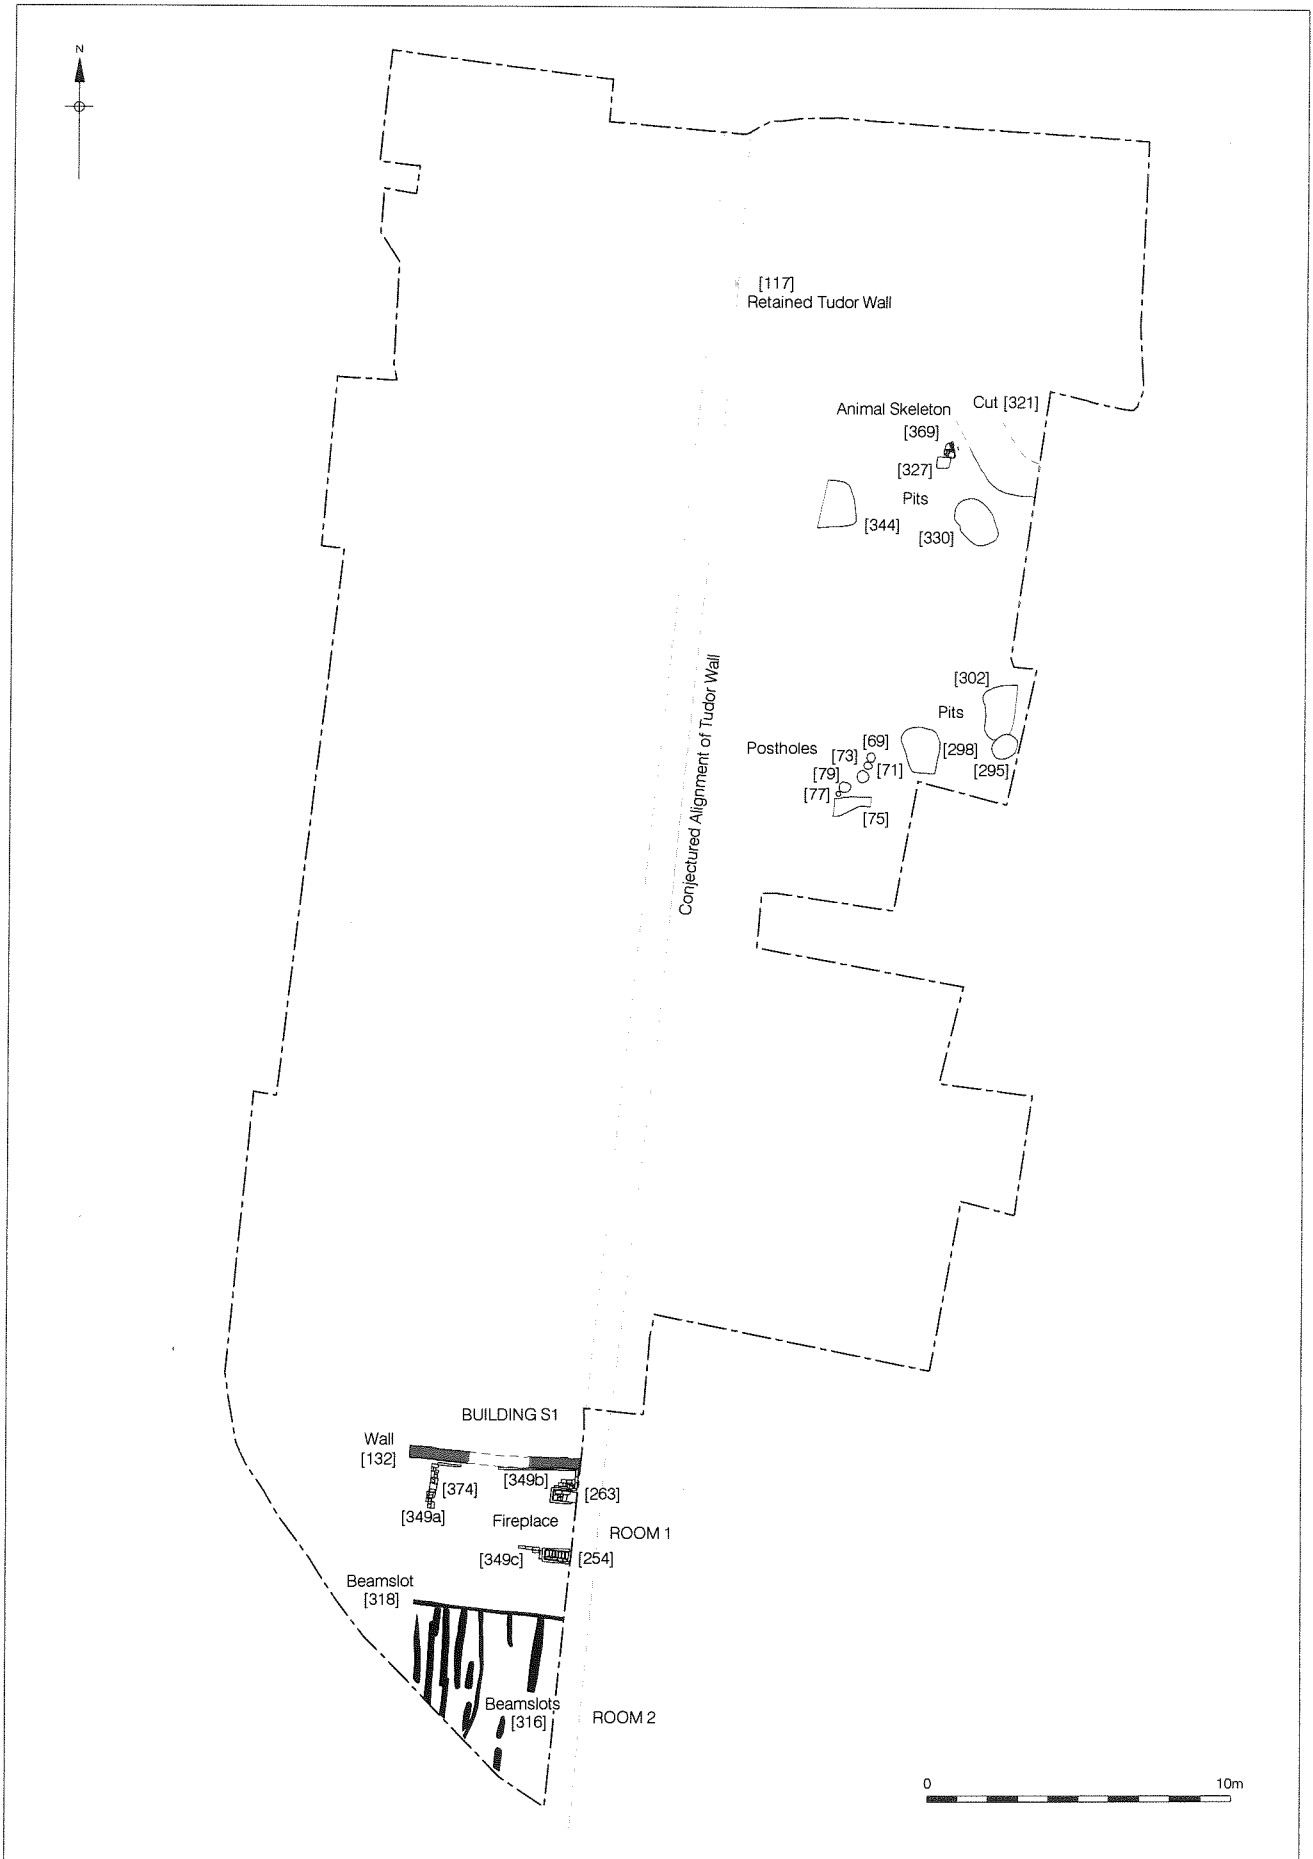 N
[117]
Retained Tudor Wall
Animal Skeleton
Cut [321]
[369]
[327]
Pits
[344]
[330]
Conjectured Alignment of Tudor Wall
[302]
Pits
Postholes
[69]
[73]
[298]
[71]
[295]
[79]
[77]
[75]
BUILDING S1
Wall
[132]
[349b]
[374]
[263]
[349a]
Fireplace
ROOM 1
[349c]
[254]
Beamslot
[318]
Beamslots
[316]
ROOM 2
0
10m